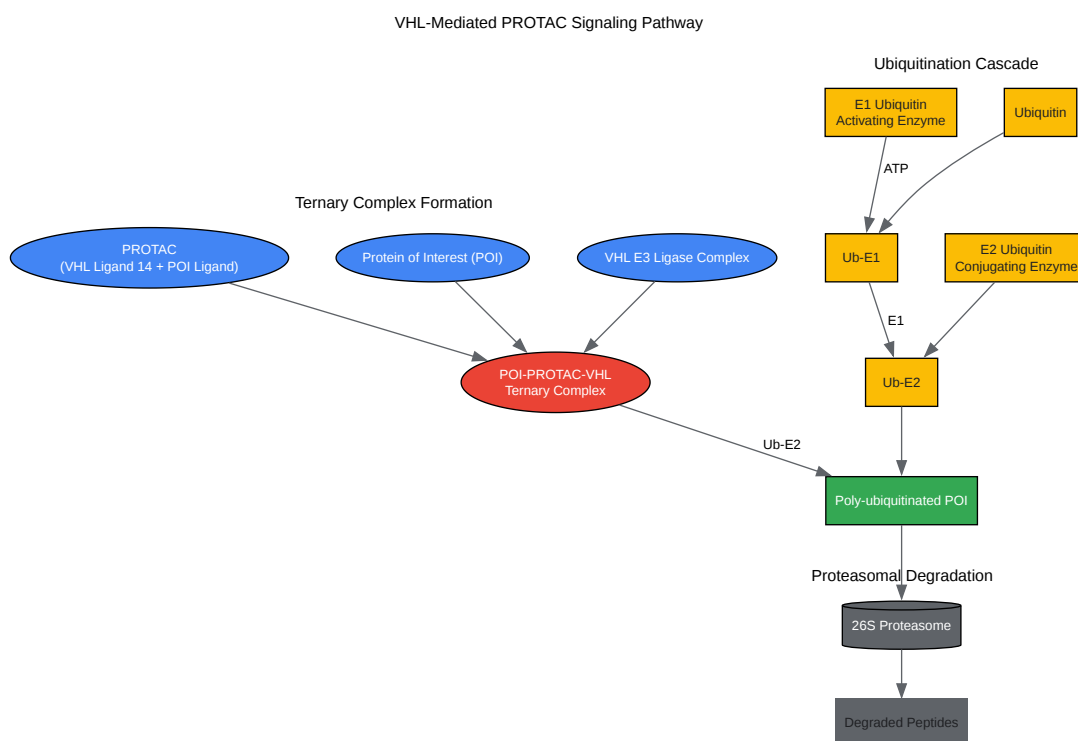 VHL-Mediated PROTAC Signaling Pathway
Ubiquitination Cascade
E1 Ubiquitin
Activating Enzyme
Ubiquitin
ATP
Ternary Complex Formation
PROTAC
(VHL Ligand 14 + POI Ligand)
Protein of Interest (POI)
VHL E3 Ligase Complex
Ub-E1
E2 Ubiquitin
Conjugating Enzyme
E1
POI-PROTAC-VHL
Ternary Complex
Ub-E2
Ub-E2
Poly-ubiquitinated POI
Proteasomal Degradation
26S Proteasome
Degraded Peptides